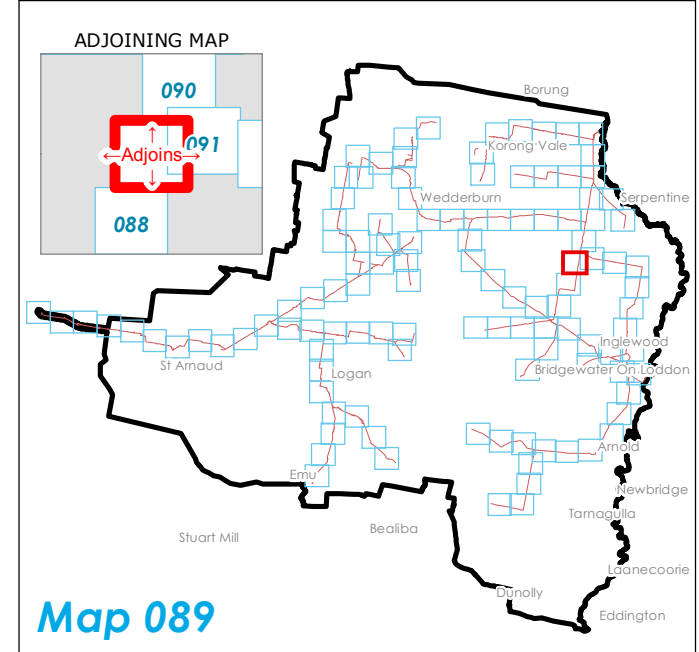 ADJOINING MAP
090
091
←Adjoins→
088
Borung
Korong Vale
Wedderburn
Serpentine
Inglewood
St Arnaud
Bridgewater On Loddon
Logan
Arnold
Emu
Newbridge
Tarnagulla
Bealiba
Stuart Mill
Laanecoorie
Dunolly
Eddington
Map 089